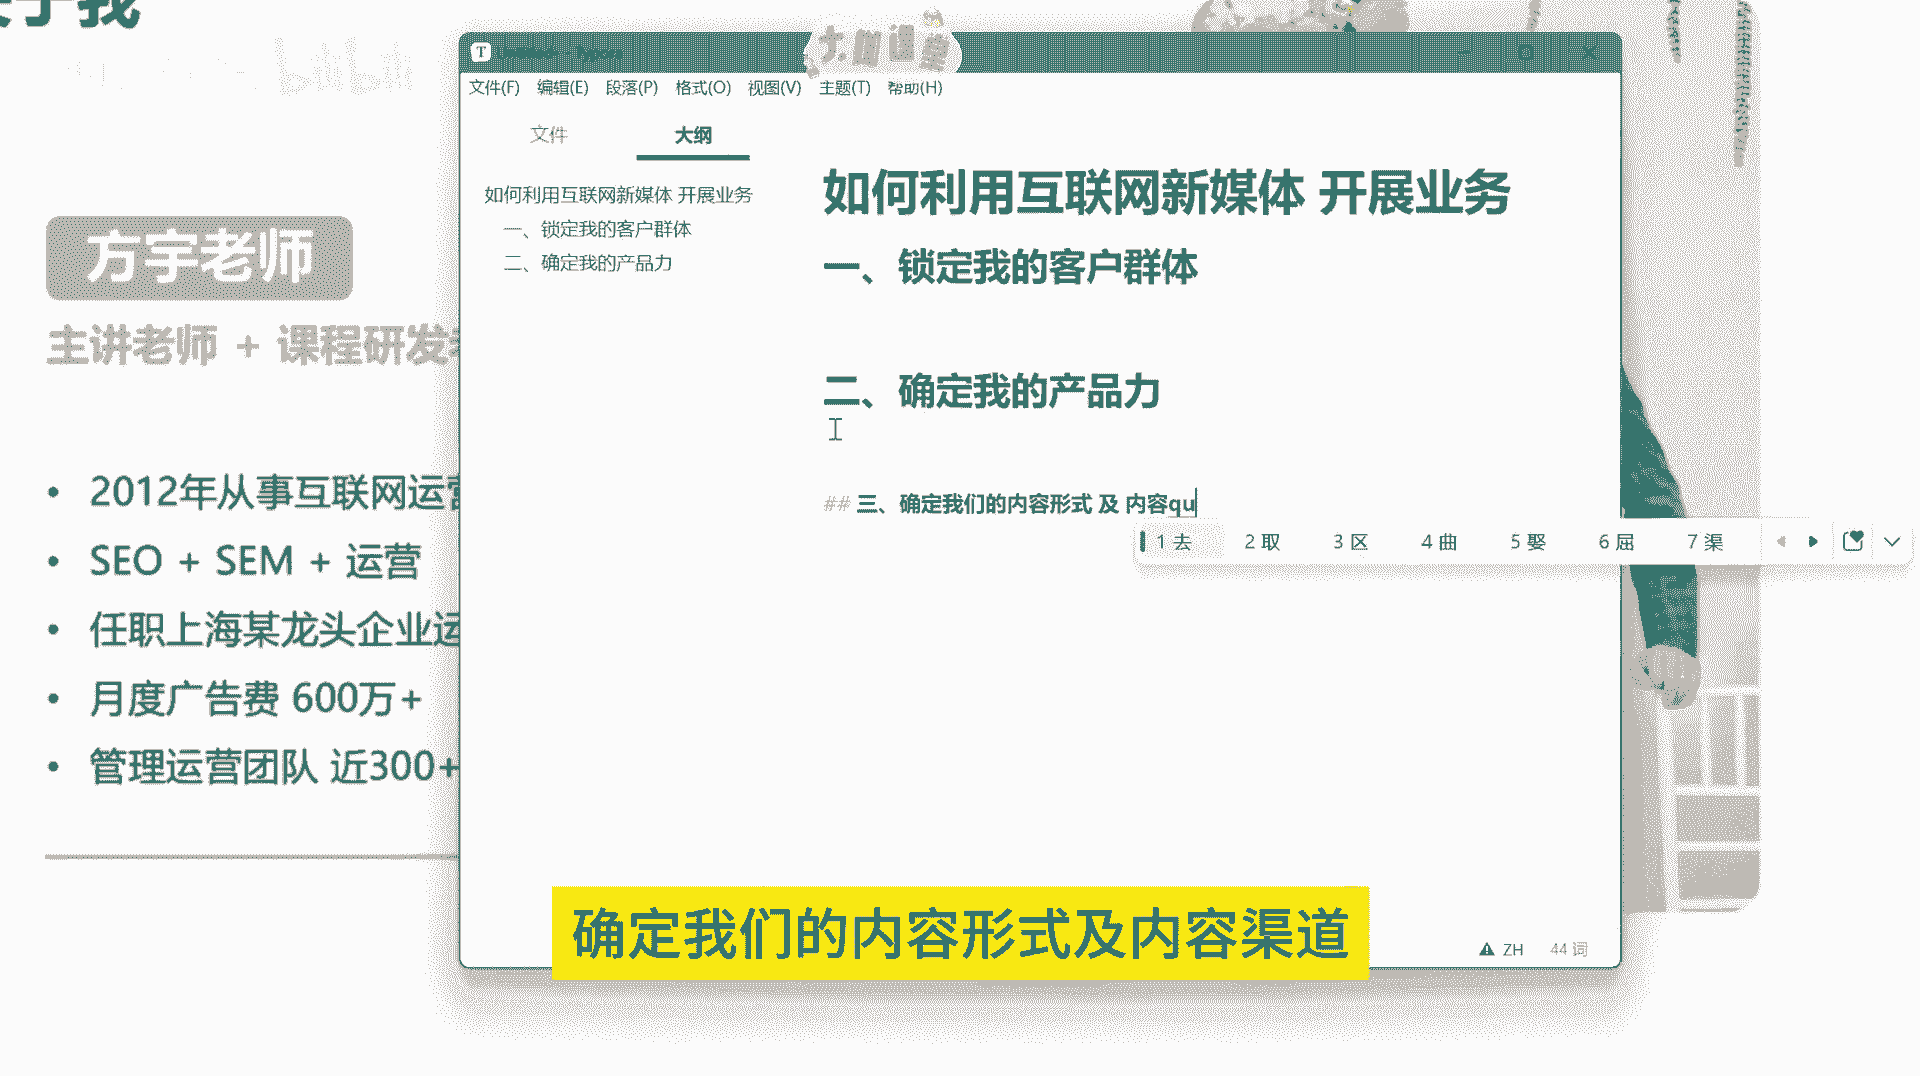 于我
bilibili
方宇老师
主讲老师 + 课程研发
• 2012年从事互联网运营
• SEO + SEM + 运营
• 任职上海某龙头企业运
• 月度广告费 600万+
• 管理运营团队 近300+
T
大圈课堂
文件(F) 编辑(E) 段落(P) 格式(O) 视图(V) 主题(T) 帮助(H)
文件 大纲
如何利用互联网新媒体 开展业务
一、锁定我的客户群体
二、确定我的产品力
如何利用互联网新媒体 开展业务
一、锁定我的客户群体
二、确定我的产品力
## 三、确定我们的内容形式 及 内容qu
1 去 2 取 3 区 4 曲 5 娶 6 屈 7 渠
确定我们的内容形式及内容渠道
ZH 44 词